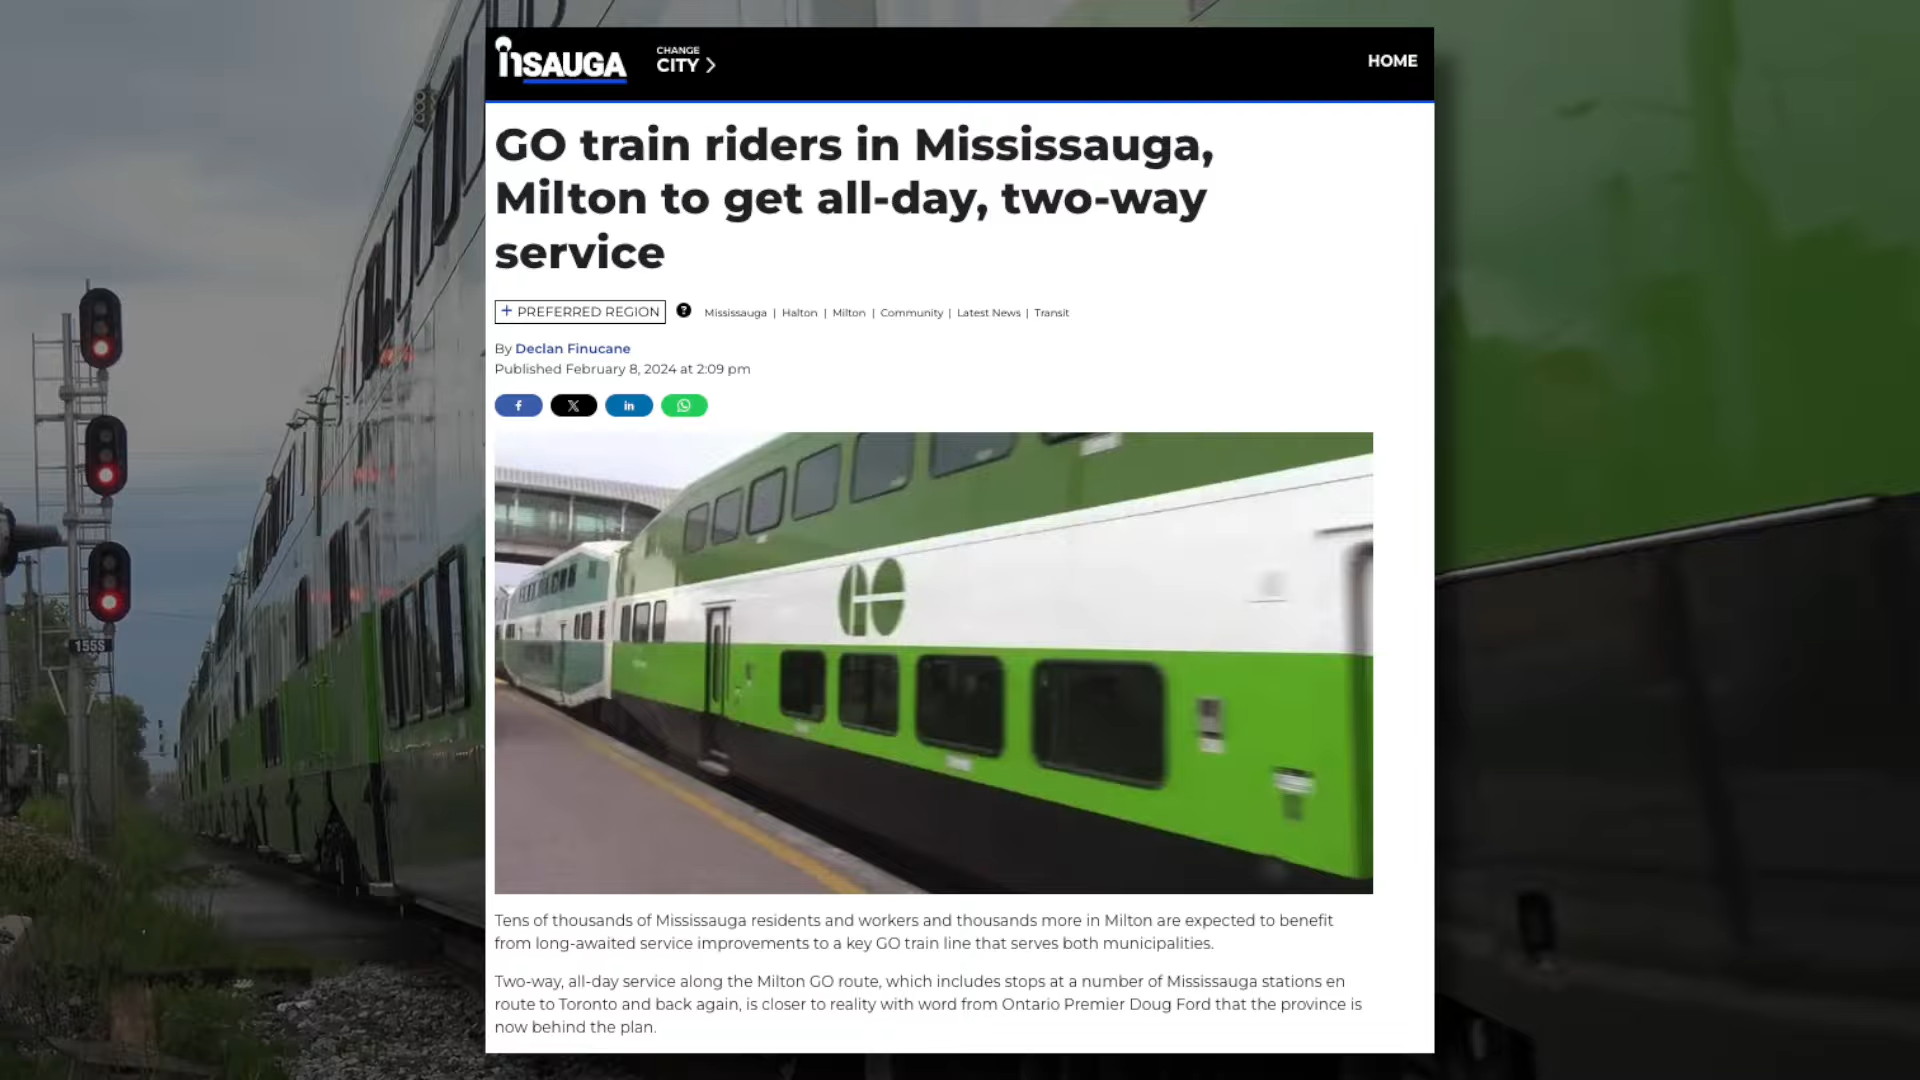 inSAUGA
CHANGE
CITY
HOME
GO train riders in Mississauga,
Milton to get all-day, two-way
service
+ PREFERRED REGION ? Mississauga | Halton | Milton | Community | Latest News | Transit
By Declan Finucane
Published February 8, 2024 at 2:09 pm
GO
155S
Tens of thousands of Mississauga residents and workers and thousands more in Milton are expected to benefit
from long-awaited service improvements to a key GO train line that serves both municipalities.
Two-way, all-day service along the Milton GO route, which includes stops at a number of Mississauga stations en
route to Toronto and back again, is closer to reality with word from Ontario Premier Doug Ford that the province is
now behind the plan.